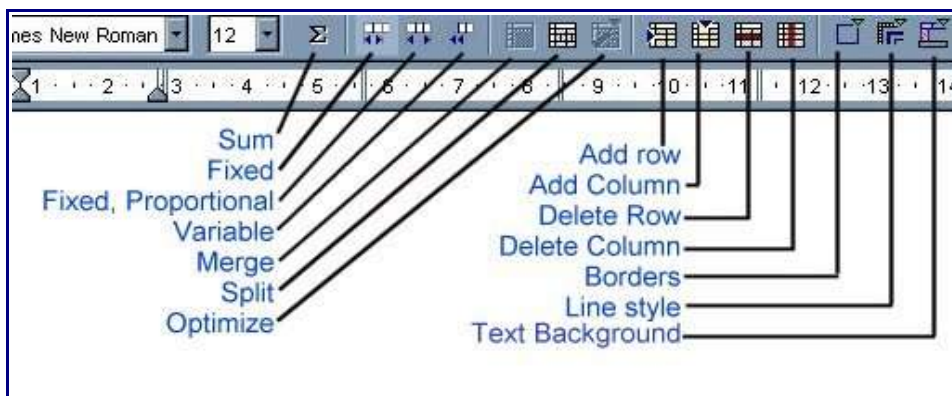 mes New Roman 12 Σ
1 2 3 4 5 6 7 8 9 10 11 12 13 14
Sum
Fixed
Fixed, Proportional
Variable
Merge
Split
Optimize
Add row
Add Column
Delete Row
Delete Column
Borders
Line style
Text Background